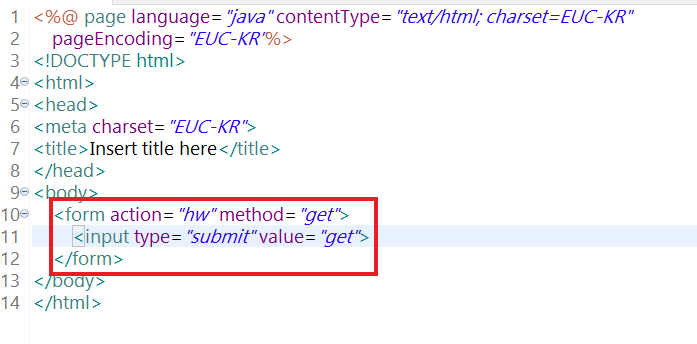 1 <%@ page language="java" contentType="text/html; charset=EUC-KR"
2 pageEncoding="EUC-KR"%>
3 <!DOCTYPE html>
4 <html>
5 <head>
6 <meta charset="EUC-KR">
7 <title>Insert title here</title>
8 </head>
9 <body>
10 <form action="hw" method="get">
11 <input type="submit" value="get">
12 </form>
13 </body>
14 </html>